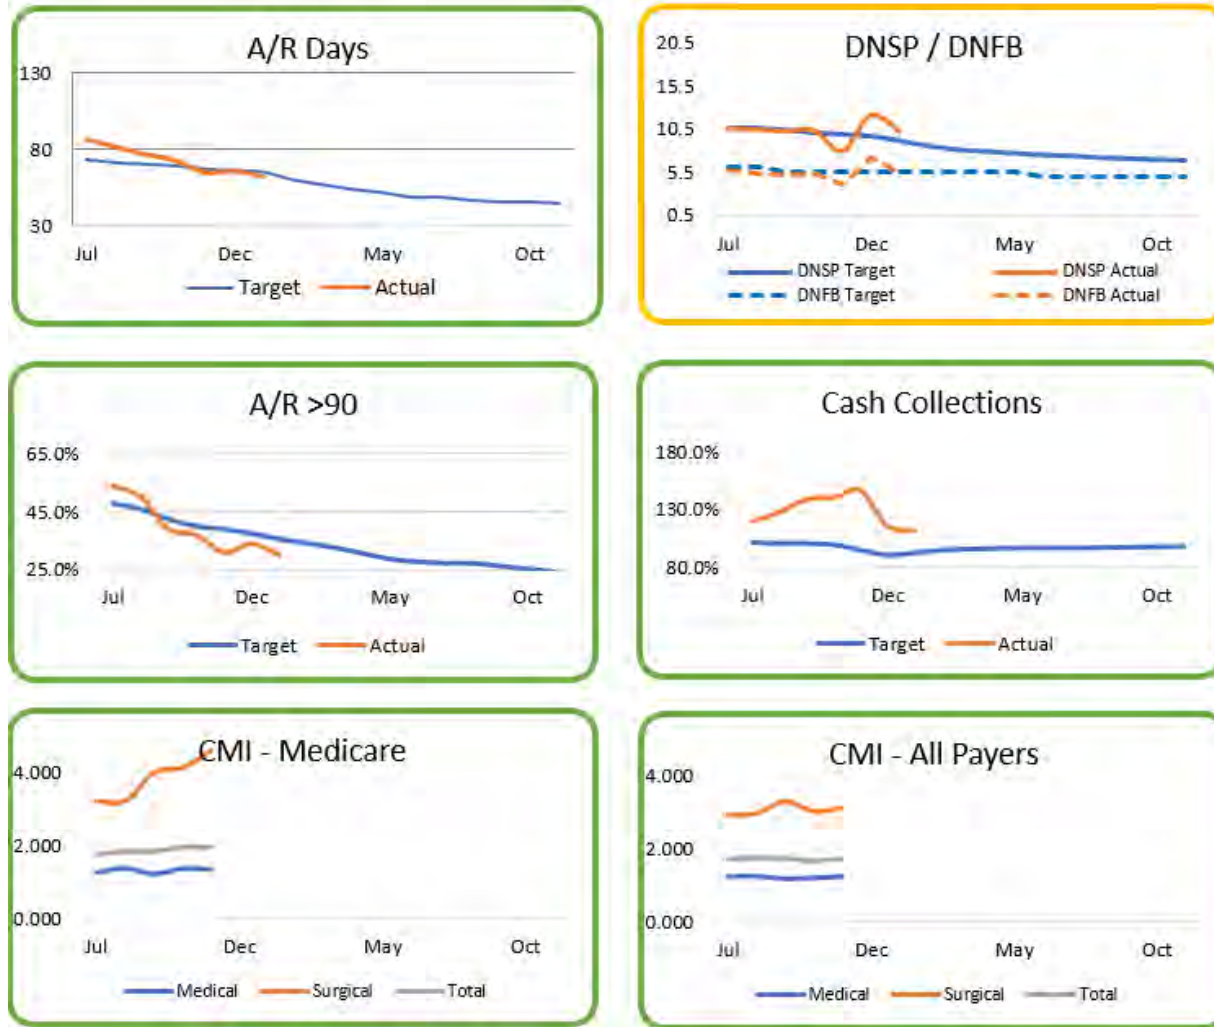 A/R Days
130
80
30
Jul Dec May Oct
Target Actual
DNSP / DNFB
20.5
15.5
10.5
5.5
0.5
Jul Dec May Oct
DNSP Target DNSP Actual
DNFB Target DNFB Actual
A/R >90
65.0%
45.0%
25.0%
Jul Dec May Oct
Target Actual
Cash Collections
180.0%
130.0%
80.0%
Jul Dec May Oct
Target Actual
CMI - Medicare
4.000
2.000
0.000
Jul Dec May Oct
Medical Surgical Total
CMI - All Payers
4.000
2.000
0.000
Jul Dec May Oct
Medical Surgical Total